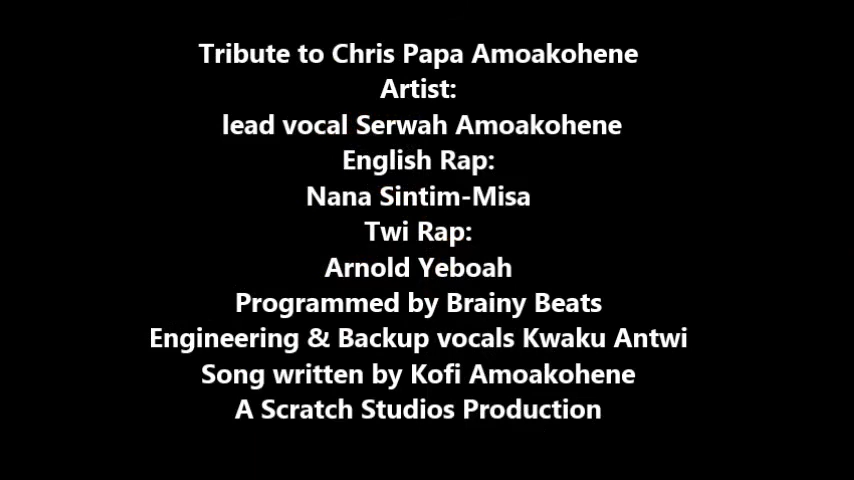 Tribute to Chris Papa Amoakohene
Artist:
lead vocal Serwah Amoakohene
English Rap:
Nana Sintim-Misa
Twi Rap:
Arnold Yeboah
Programmed by Brainy Beats
Engineering & Backup vocals Kwaku Antwi
Song written by Kofi Amoakohene
A Scratch Studios Production